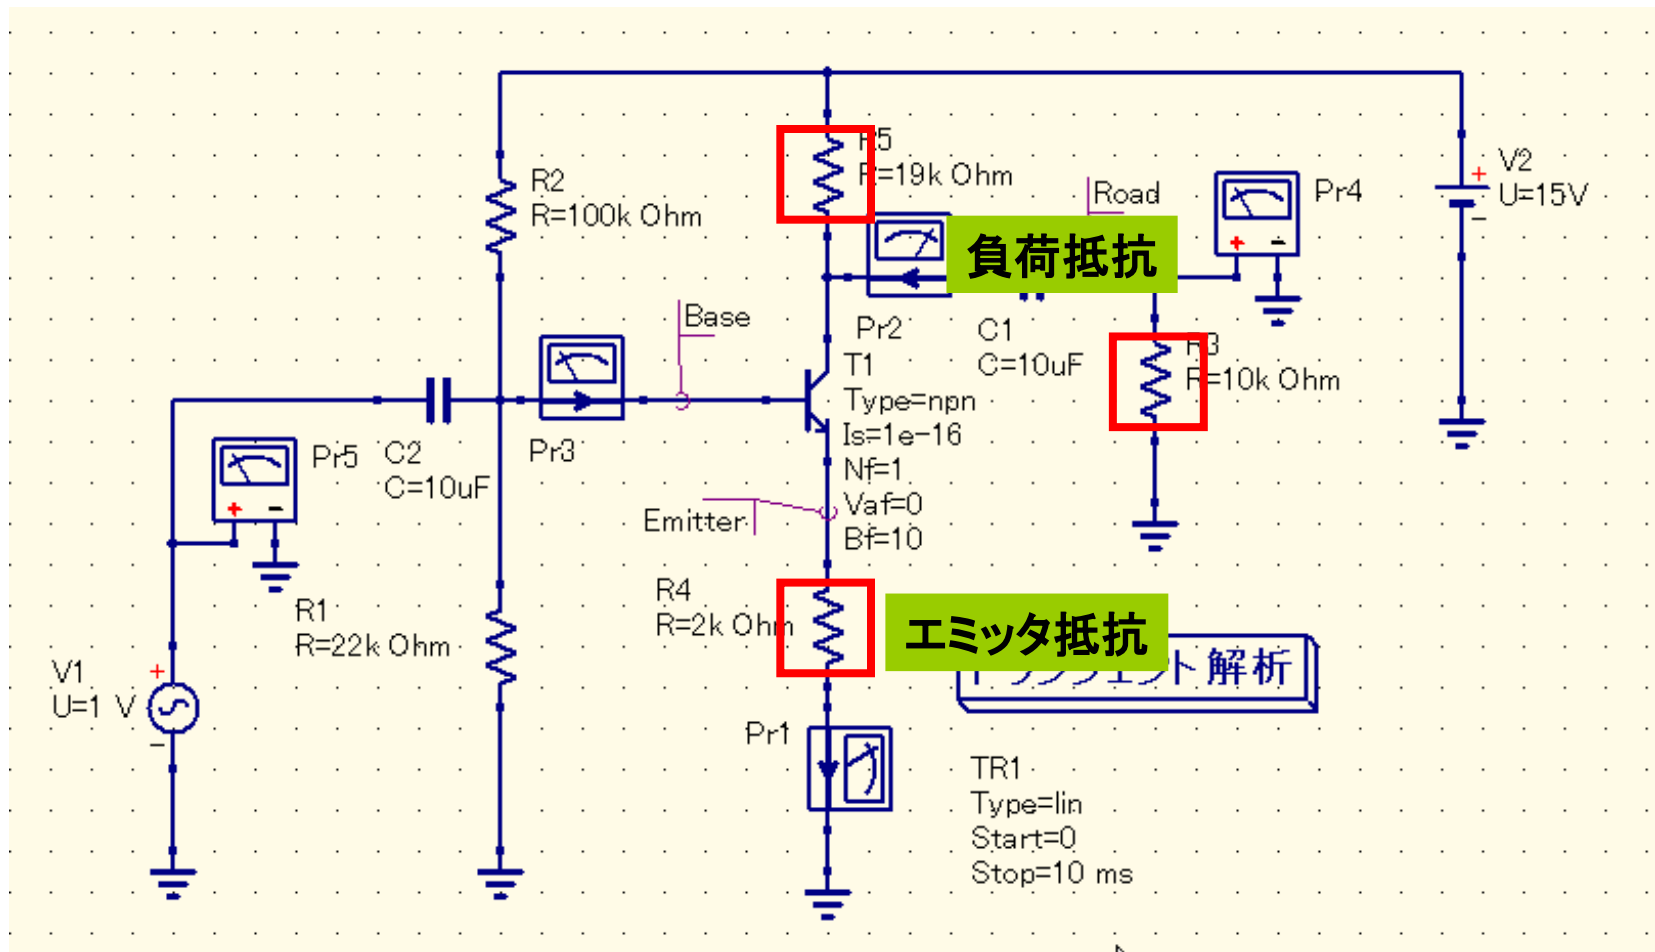 R5
R=19k Ohm
R2
R=100k Ohm
Road
Pr4
V2
U=15V
負荷抵抗
Base
Pr2
C1
C=10uF
R3
R=10k Ohm
T1
Type=npn
Is=1e-16
Nf=1
Vaf=0
Bf=10
Pr5
C2
C=10uF
Pr3
Emitter
R1
R=22k Ohm
R4
R=2k Ohm
エミッタ抵抗
解析
V1
U=1 V
Pr1
TR1
Type=lin
Start=0
Stop=10 ms